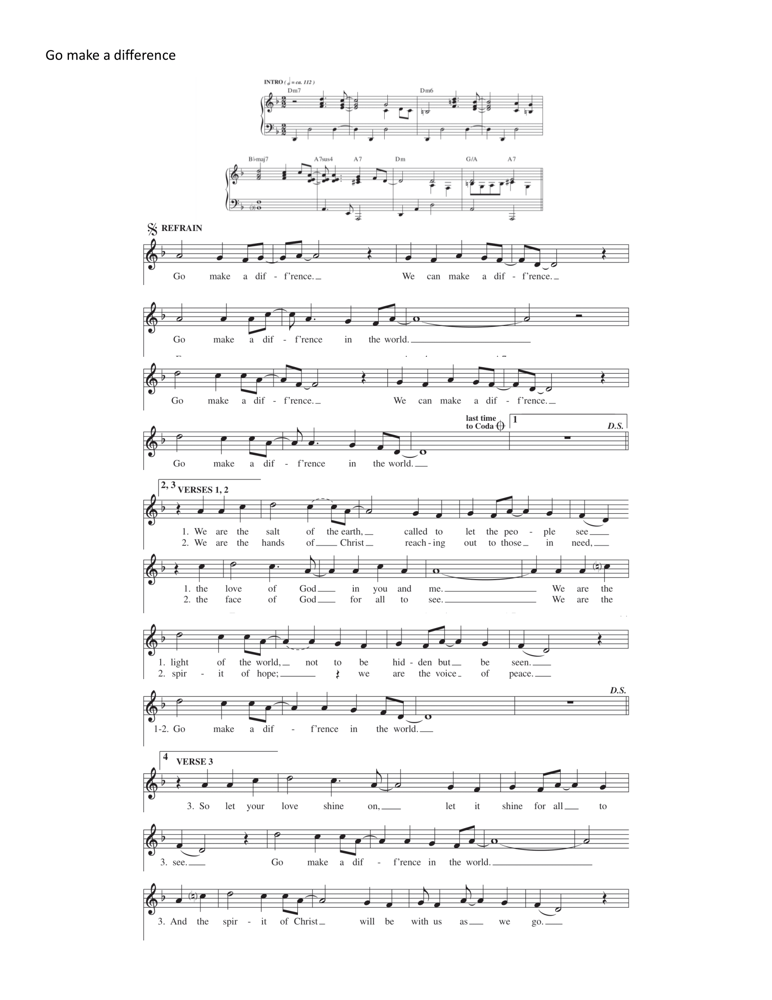 Go make a difference
INTRO ( 𝅗𝅥 = ca. 112 )
Dm7 Dm6
B♭maj7 A7sus4 A7 Dm G/A A7
REFRAIN
Go make a dif - f'rence. We can make a dif - f'rence.
Go make a dif - f'rence in the world.
Go make a dif - f'rence. We can make a dif - f'rence.
last time
to Coda
1 D.S.
Go make a dif - f'rence in the world.
2, 3 VERSES 1, 2
1. We are the salt of the earth, called to let the peo - ple see
2. We are the hands of Christ reach - ing out to those in need,
1. the love of God in you and me. We are the
2. the face of God for all to see. We are the
1. light of the world, not to be hid - den but be seen.
2. spir - it of hope; we are the voice of peace.
D.S.
1-2. Go make a dif - f'rence in the world.
4 VERSE 3
3. So let your love shine on, let it shine for all to
3. see. Go make a dif - f'rence in the world.
3. And the spir - it of Christ will be with us as we go.